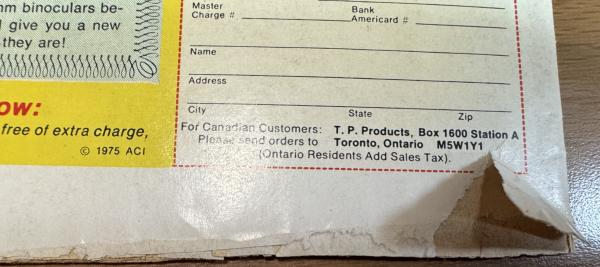 nm binoculars be-
give you a new
they are!
ow:
free of extra charge,
© 1975 ACI
Master
Charge #
Bank
Americard #
Name
Address
City State Zip
For Canadian Customers: T. P. Products, Box 1600 Station A
Please send orders to Toronto, Ontario M5W1Y1
(Ontario Residents Add Sales Tax).